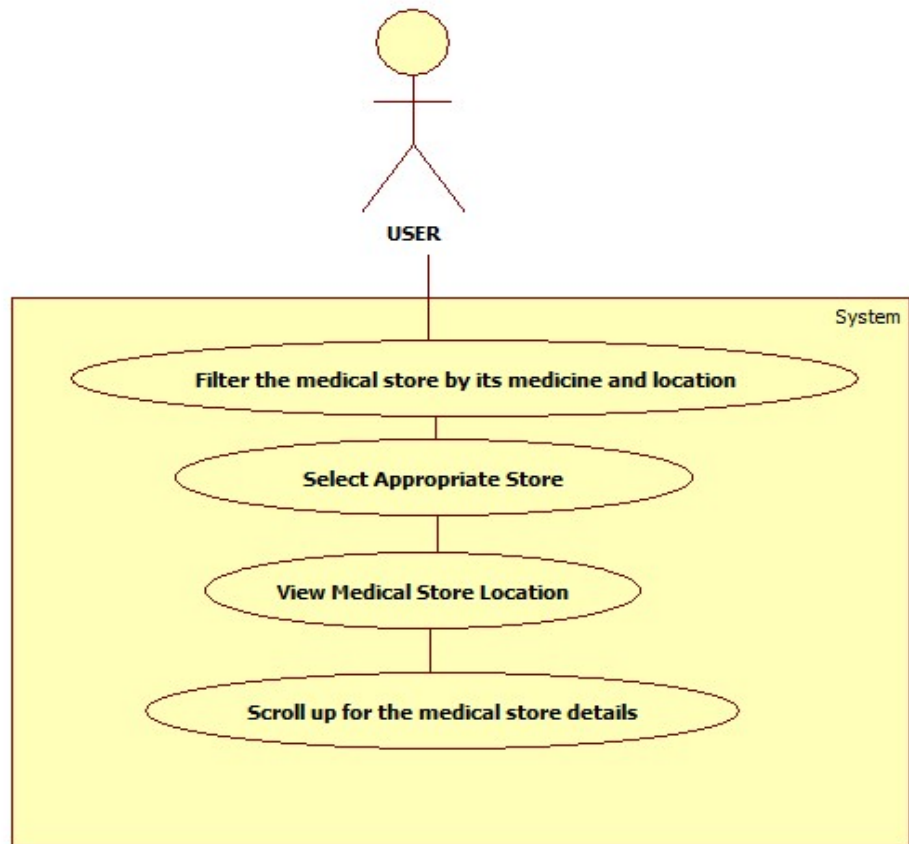 USER
System
Filter the medical store by its medicine and location
Select Appropriate Store
View Medical Store Location
Scroll up for the medical store details